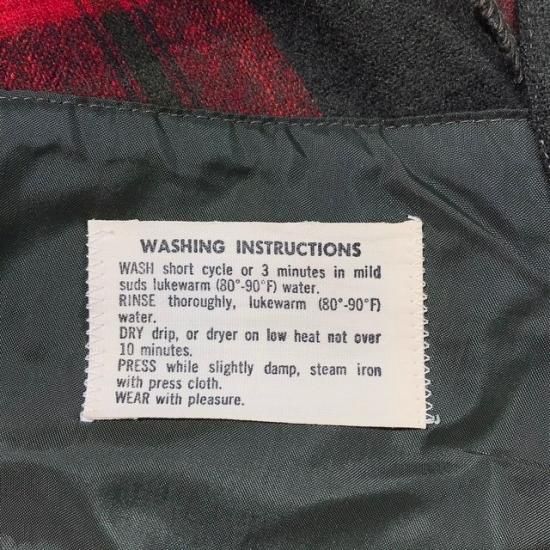 WASHING INSTRUCTIONS
WASH short cycle or 3 minutes in mild
suds lukewarm (80°-90°F) water.
RINSE thoroughly, lukewarm (80°-90°F)
water.
DRY drip, or dryer on low heat not over
10 minutes.
PRESS while slightly damp, steam iron
with press cloth.
WEAR with pleasure.